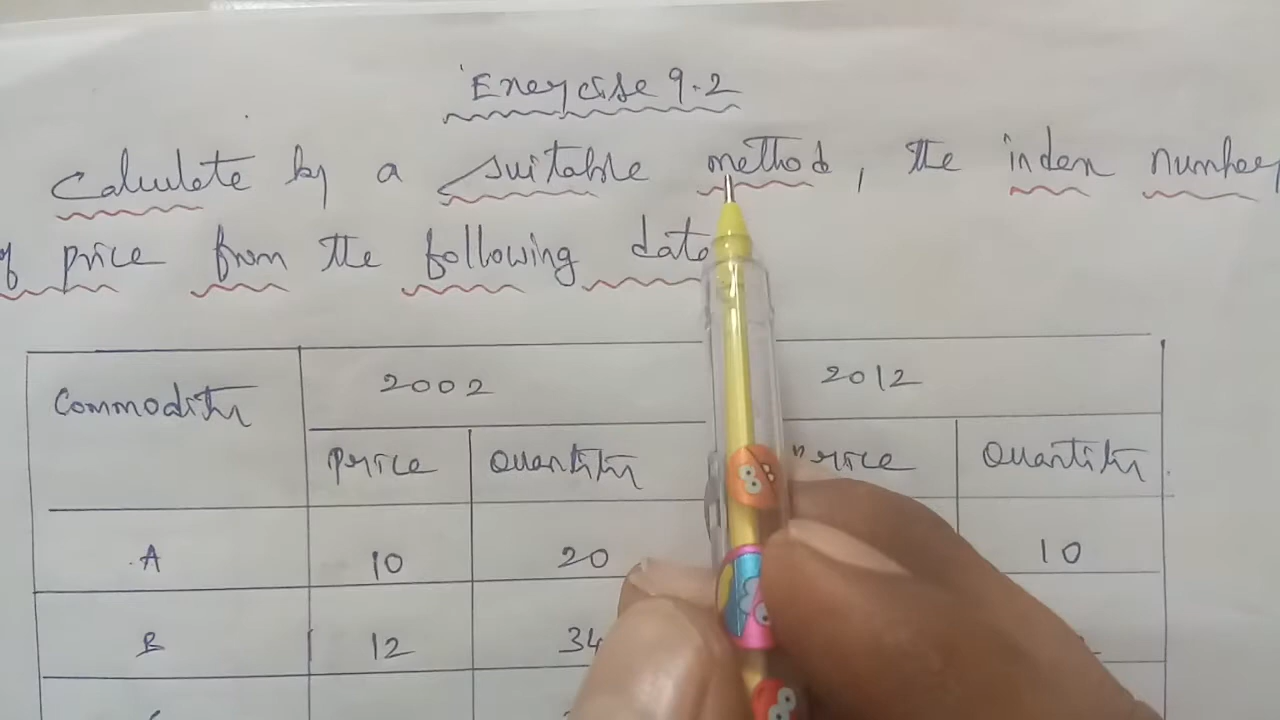 Exercise 9.2
Calculate by a suitable method, the index number
of price from the following data
Commodity 2002 2012
Price Quantity Price Quantity
A 10 20 10
B 12 34